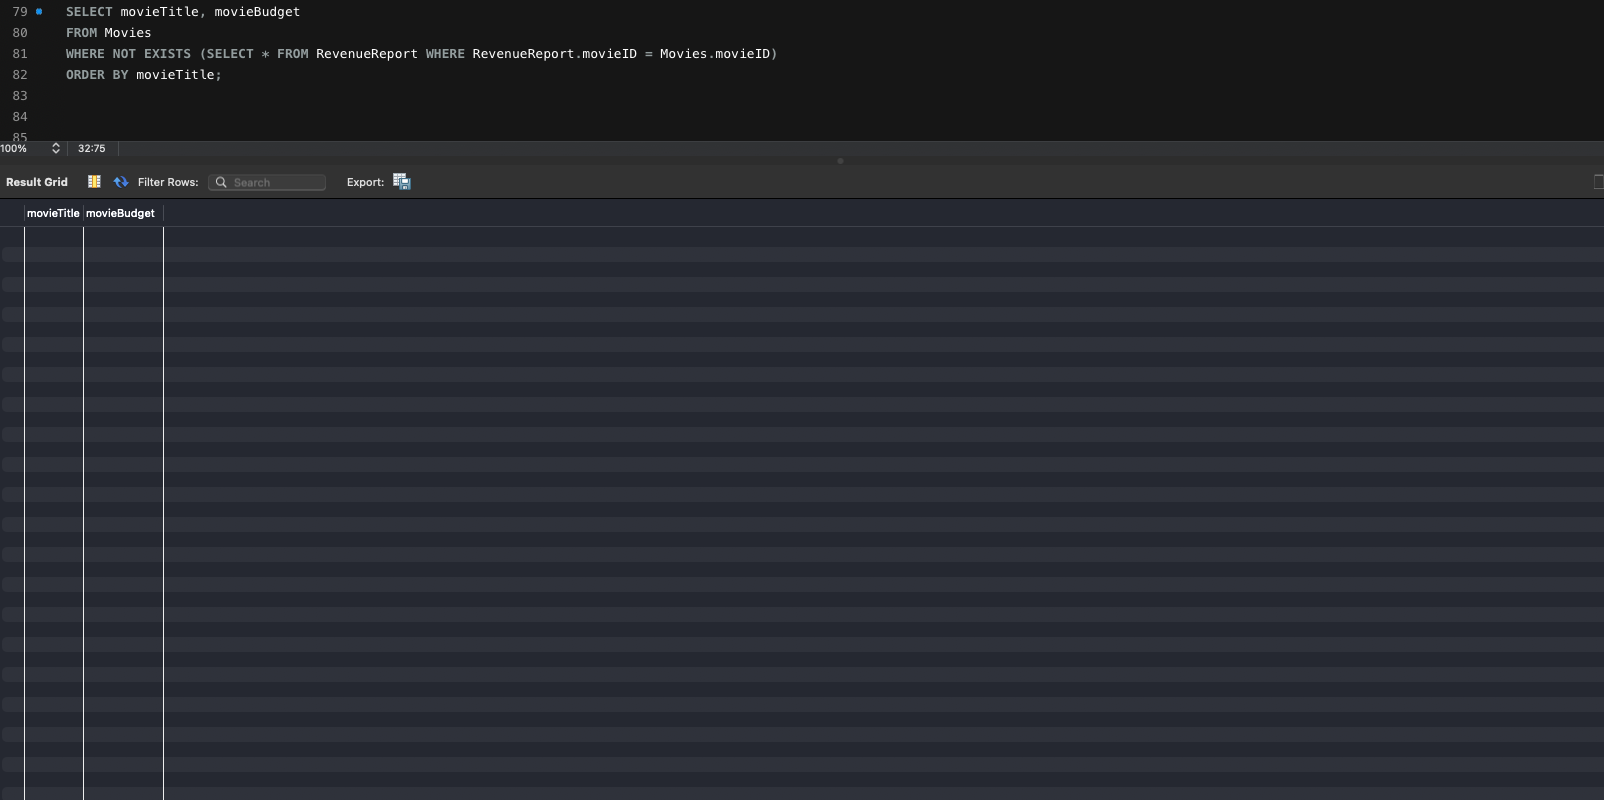 79 SELECT movieTitle, movieBudget
80 FROM Movies
81 WHERE NOT EXISTS (SELECT * FROM RevenueReport WHERE RevenueReport.movieID = Movies.movieID)
82 ORDER BY movieTitle;
83
84
85
100% 32:75
Result Grid Filter Rows: Search Export:
movieTitle movieBudget